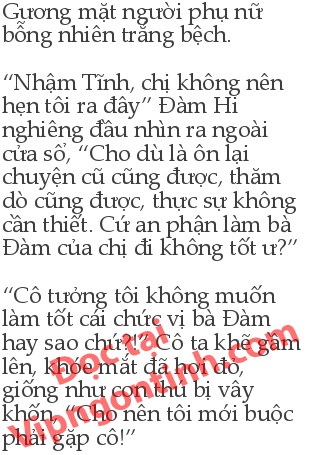 Gương mặt người phụ nữ
bỗng nhiên trắng bệch.
“Nhậm Tĩnh, chị không nên
hẹn tôi ra đây” Đàm Hi
nghiêng đầu nhìn ra ngoài
cửa sổ, “Cho dù là ôn lại
chuyện cũ cũng được, thăm
dò cũng được, thực sự không
cần thiết. Cứ an phận làm bà
Đàm của chị đi không tốt ư?”
“Cô tưởng tôi không muốn
làm tốt cái chức vị bà Đàm
hay sao chứ?!” Cô ta khẽ gầm
lên, khóe mắt đã hơi đỏ,
giống như con thú bị vây
khốn, “Cho nên tôi mới buộc
phải gặp cô!”
Đọc tại
Vipngontinh.com